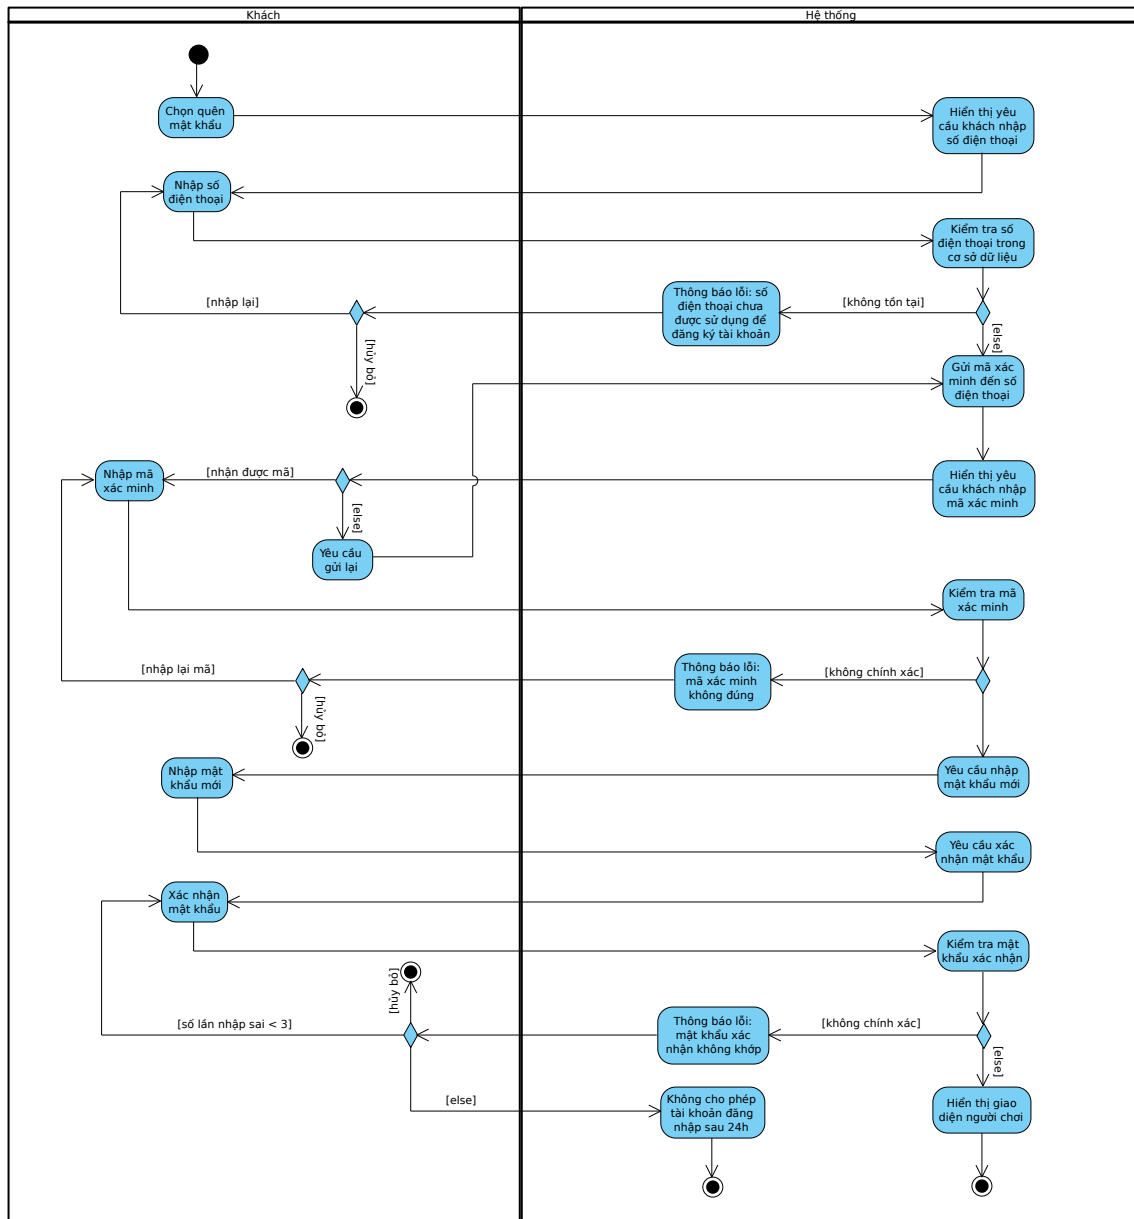 Khách
Hệ thống
Chọn quên
mật khẩu
Hiển thị yêu
cầu khách nhập
số điện thoại
Nhập số
điện thoại
Kiểm tra số
điện thoại trong
cơ sở dữ liệu
[nhập lại]
Thông báo lỗi: số
điện thoại chưa
được sử dụng để
đăng ký tài khoản
[không tồn tại]
[else]
[hủy bỏ]
Gửi mã xác
minh đến số
điện thoại
Nhập mã
xác minh
[nhận được mã]
Hiển thị yêu
cầu khách nhập
mã xác minh
[else]
Yêu cầu
gửi lại
Kiểm tra mã
xác minh
[nhập lại mã]
Thông báo lỗi:
mã xác minh
không đúng
[không chính xác]
[hủy bỏ]
Nhập mật
khẩu mới
Yêu cầu nhập
mật khẩu mới
Yêu cầu xác
nhận mật khẩu
Xác nhận
mật khẩu
Kiểm tra mật
khẩu xác nhận
[hủy bỏ]
[số lần nhập sai < 3]
Thông báo lỗi:
mật khẩu xác
nhận không khớp
[không chính xác]
[else]
[else]
Không cho phép
tài khoản đăng
nhập sau 24h
Hiển thị giao
diện người chơi